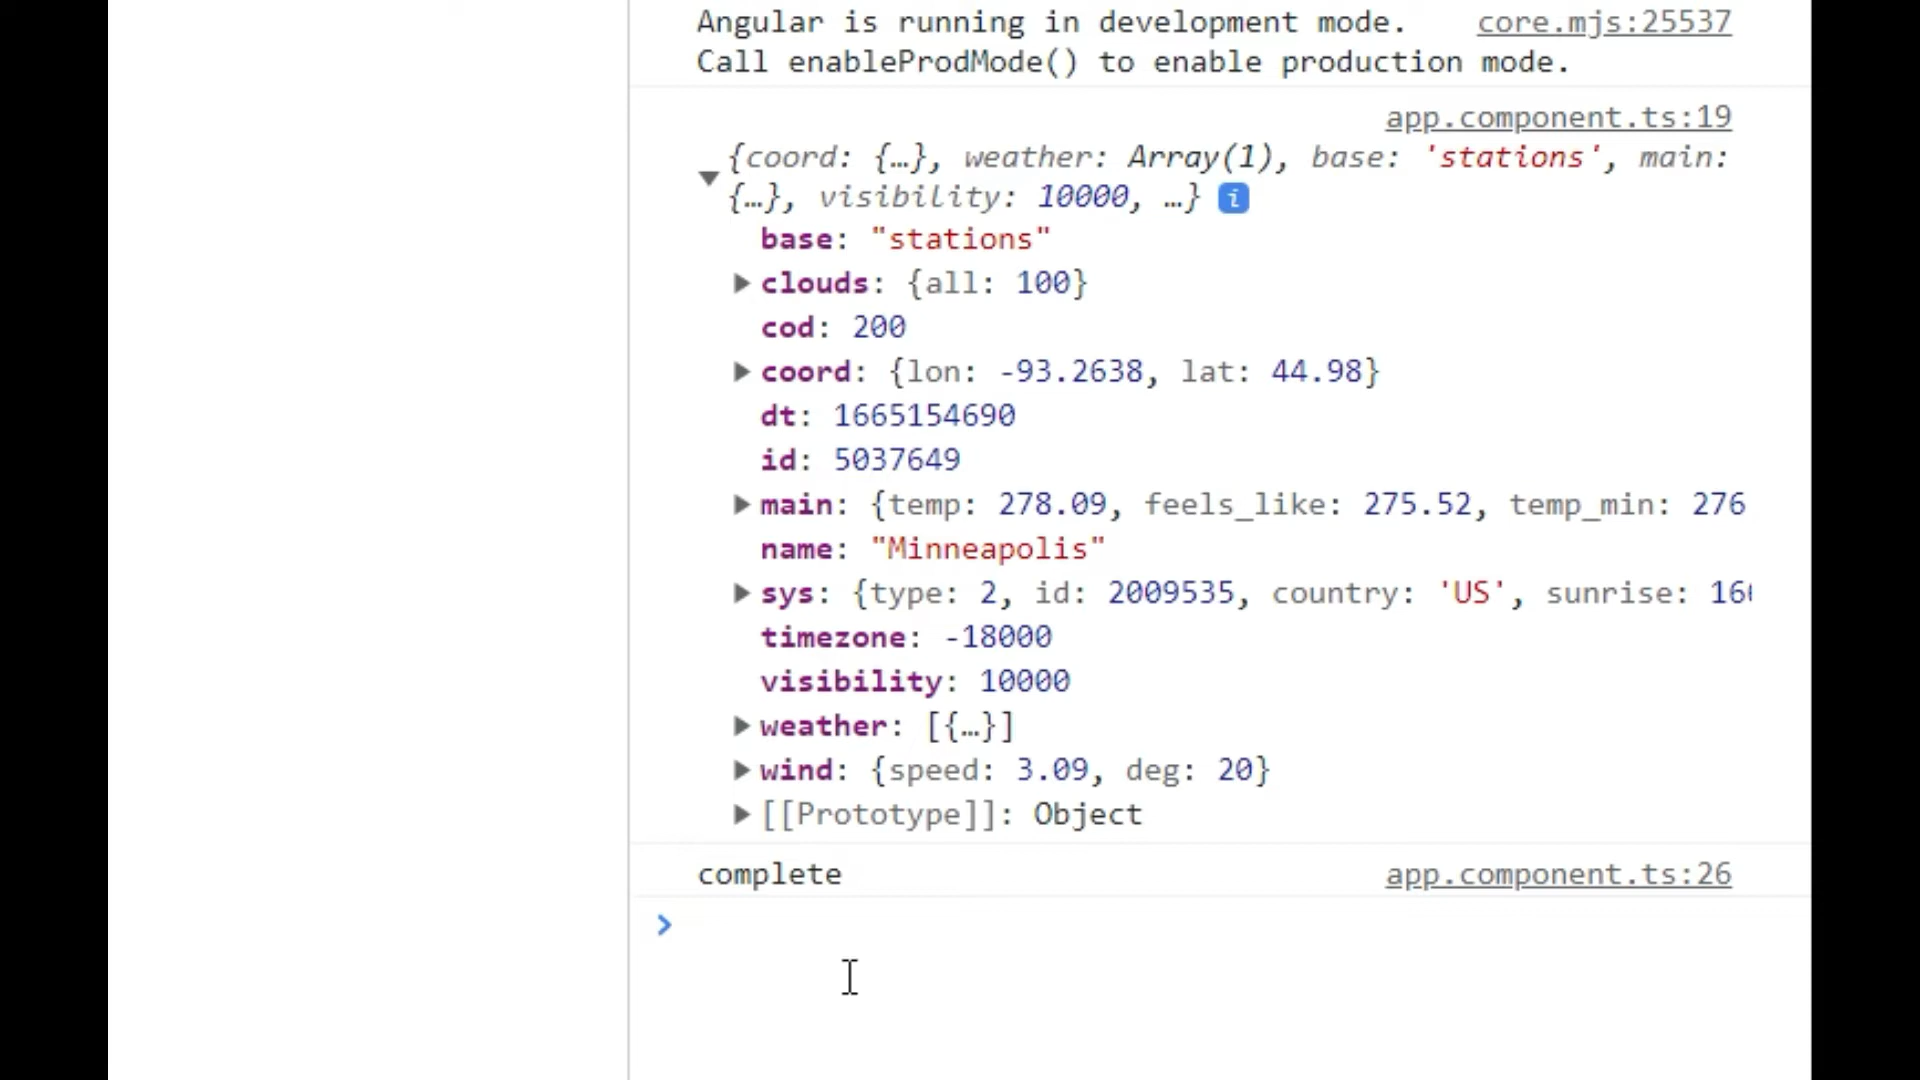 Angular is running in development mode. core.mjs:25537
Call enableProdMode() to enable production mode.
app.component.ts:19
{coord: {…}, weather: Array(1), base: 'stations', main:
{…}, visibility: 10000, …} i
base: "stations"
clouds: {all: 100}
cod: 200
coord: {lon: -93.2638, lat: 44.98}
dt: 1665154690
id: 5037649
main: {temp: 278.09, feels_like: 275.52, temp_min: 276
name: "Minneapolis"
sys: {type: 2, id: 2009535, country: 'US', sunrise: 16
timezone: -18000
visibility: 10000
weather: [{…}]
wind: {speed: 3.09, deg: 20}
[[Prototype]]: Object
complete app.component.ts:26